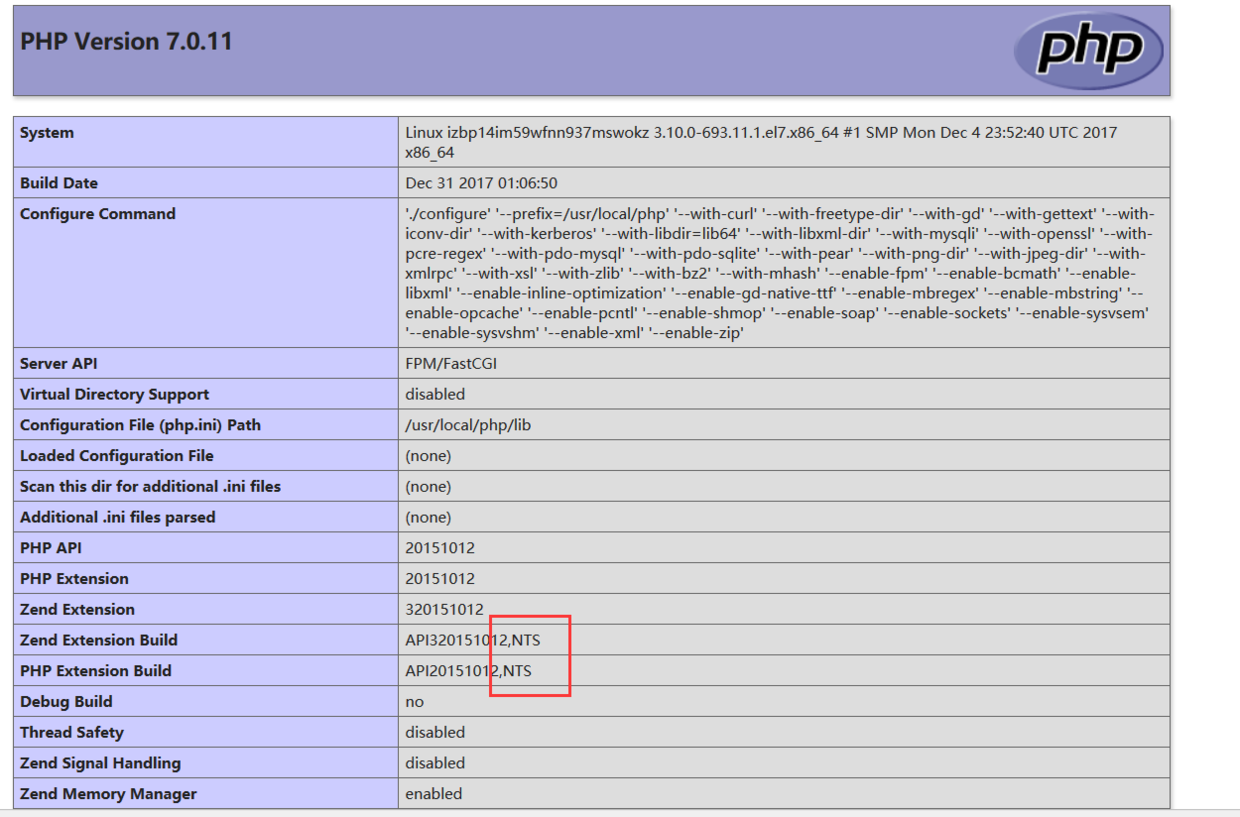 PHP Version 7.0.11
php
System
Linux izbp14im59wfnn937mswokz 3.10.0-693.11.1.el7.x86_64 #1 SMP Mon Dec 4 23:52:40 UTC 2017
x86_64
Build Date
Dec 31 2017 01:06:50
Configure Command
'./configure' '--prefix=/usr/local/php' '--with-curl' '--with-freetype-dir' '--with-gd' '--with-gettext' '--with-
iconv-dir' '--with-kerberos' '--with-libdir=lib64' '--with-libxml-dir' '--with-mysqli' '--with-openssl' '--with-
pcre-regex' '--with-pdo-mysql' '--with-pdo-sqlite' '--with-pear' '--with-png-dir' '--with-jpeg-dir' '--with-
xmlrpc' '--with-xsl' '--with-zlib' '--with-bz2' '--with-mhash' '--enable-fpm' '--enable-bcmath' '--enable-
libxml' '--enable-inline-optimization' '--enable-gd-native-ttf' '--enable-mbregex' '--enable-mbstring' '--
enable-opcache' '--enable-pcntl' '--enable-shmop' '--enable-soap' '--enable-sockets' '--enable-sysvsem'
'--enable-sysvshm' '--enable-xml' '--enable-zip'
Server API
FPM/FastCGI
Virtual Directory Support
disabled
Configuration File (php.ini) Path
/usr/local/php/lib
Loaded Configuration File
(none)
Scan this dir for additional .ini files
(none)
Additional .ini files parsed
(none)
PHP API
20151012
PHP Extension
20151012
Zend Extension
320151012
Zend Extension Build
API320151012,NTS
PHP Extension Build
API20151012,NTS
Debug Build
no
Thread Safety
disabled
Zend Signal Handling
disabled
Zend Memory Manager
enabled